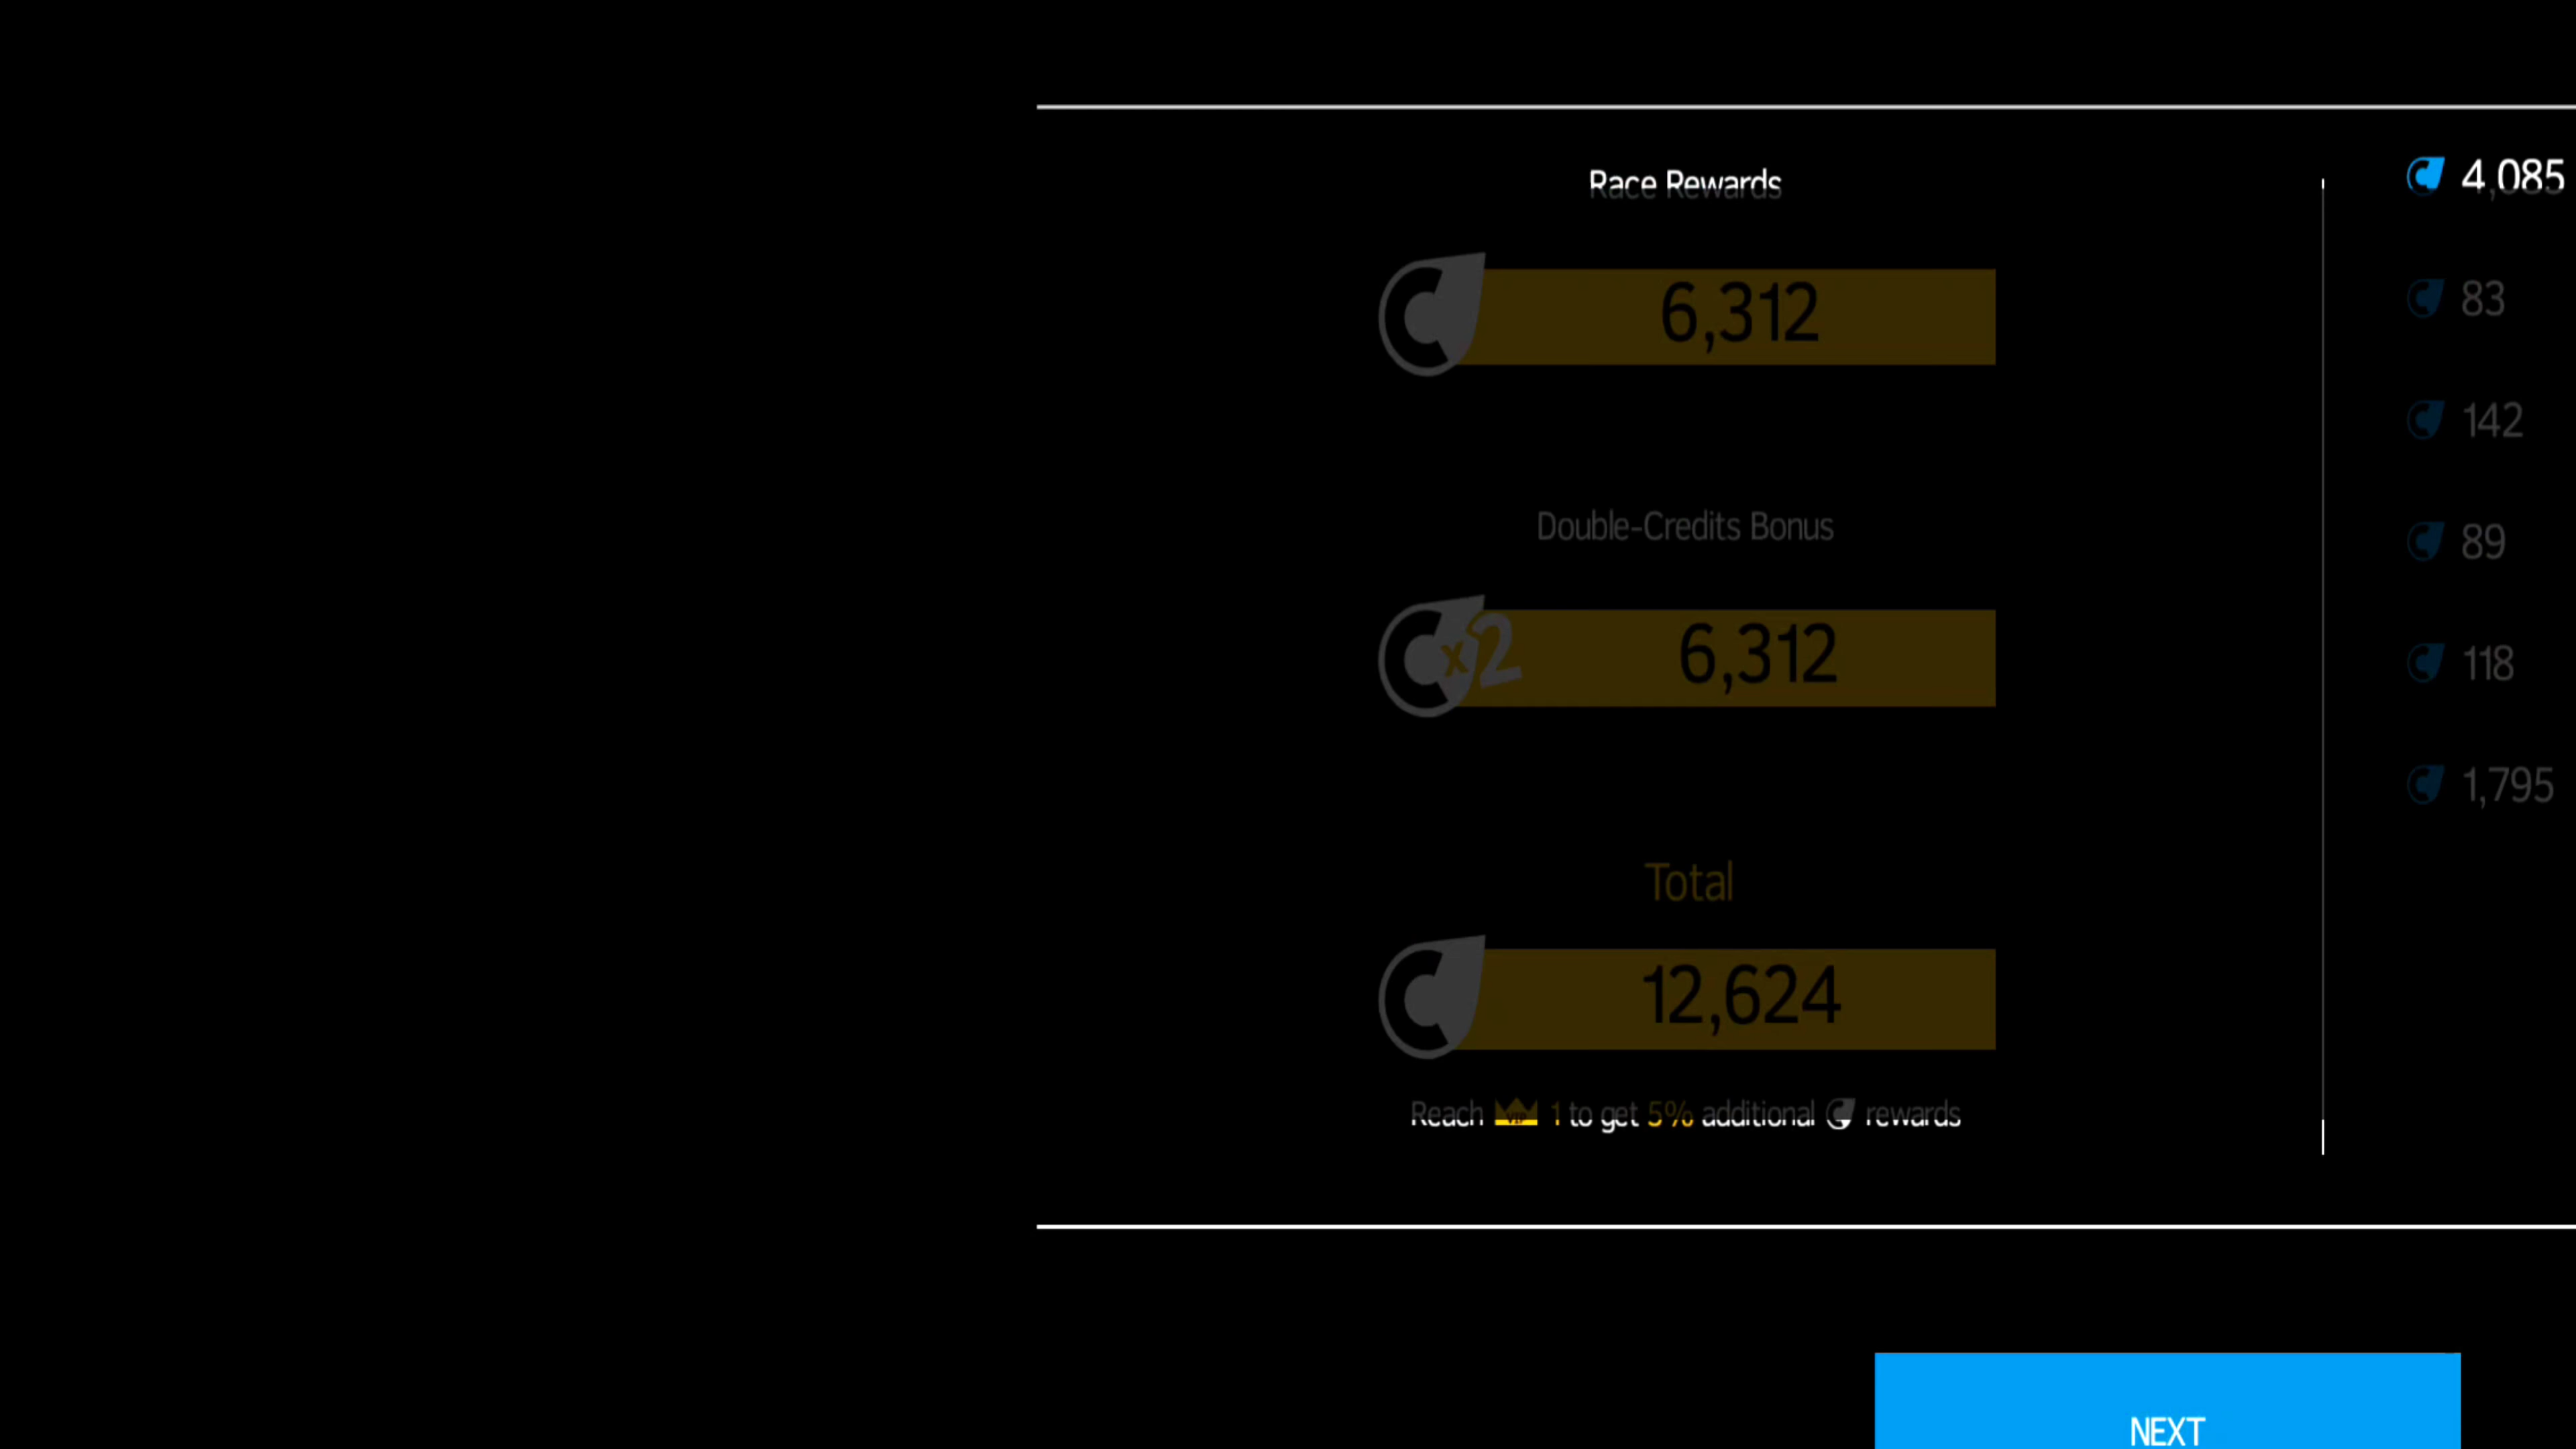 Race Rewards
6,312
Double-Credits Bonus
x2 6,312
Total
12,624
Reach VIP 1 to get 5% additional rewards
4,085
83
142
89
118
1,795
NEXT